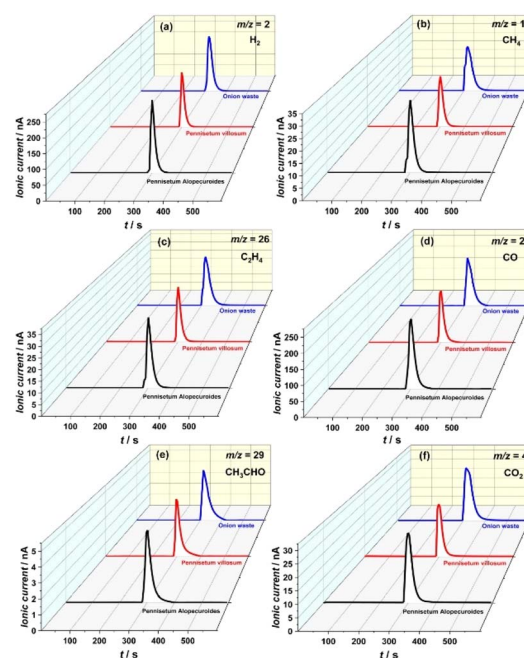 (a)
m/z = 2
H₂
Onion waste
Pennisetum villosum
Pennisetum Alopecuroides
Ionic current / nA
250
200
150
100
50
0
100 200 300 400 500
t / s
(b)
m/z = 1
CH₄
Onion waste
Pennisetum villosum
Pennisetum Alopecuroides
Ionic current / nA
35
30
25
20
15
10
5
0
100 200 300 400 500
t / s
(c)
m/z = 26
C₂H₄
Onion waste
Pennisetum villosum
Pennisetum Alopecuroides
Ionic current / nA
35
30
25
20
15
10
5
0
100 200 300 400 500
t / s
(d)
m/z = 2
CO
Onion waste
Pennisetum villosum
Pennisetum Alopecuroides
Ionic current / nA
250
200
150
100
50
0
100 200 300 400 500
t / s
(e)
m/z = 29
CH₃CHO
Onion waste
Pennisetum villosum
Pennisetum Alopecuroides
Ionic current / nA
5
4
3
2
1
0
100 200 300 400 500
t / s
(f)
m/z = 4
CO₂
Onion waste
Pennisetum villosum
Pennisetum Alopecuroides
Ionic current / nA
30
25
20
15
10
5
0
100 200 300 400 500
t / s